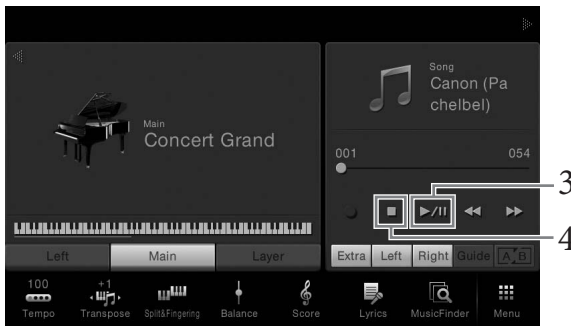 Main
Concert Grand
Left
Main
Layer
Song
Canon (Pa
chelbel)
001 054
Extra Left Right Guide A B
3
4
100
+1
Tempo
Transpose
Split&Fingering
Balance
Score
Lyrics
MusicFinder
Menu